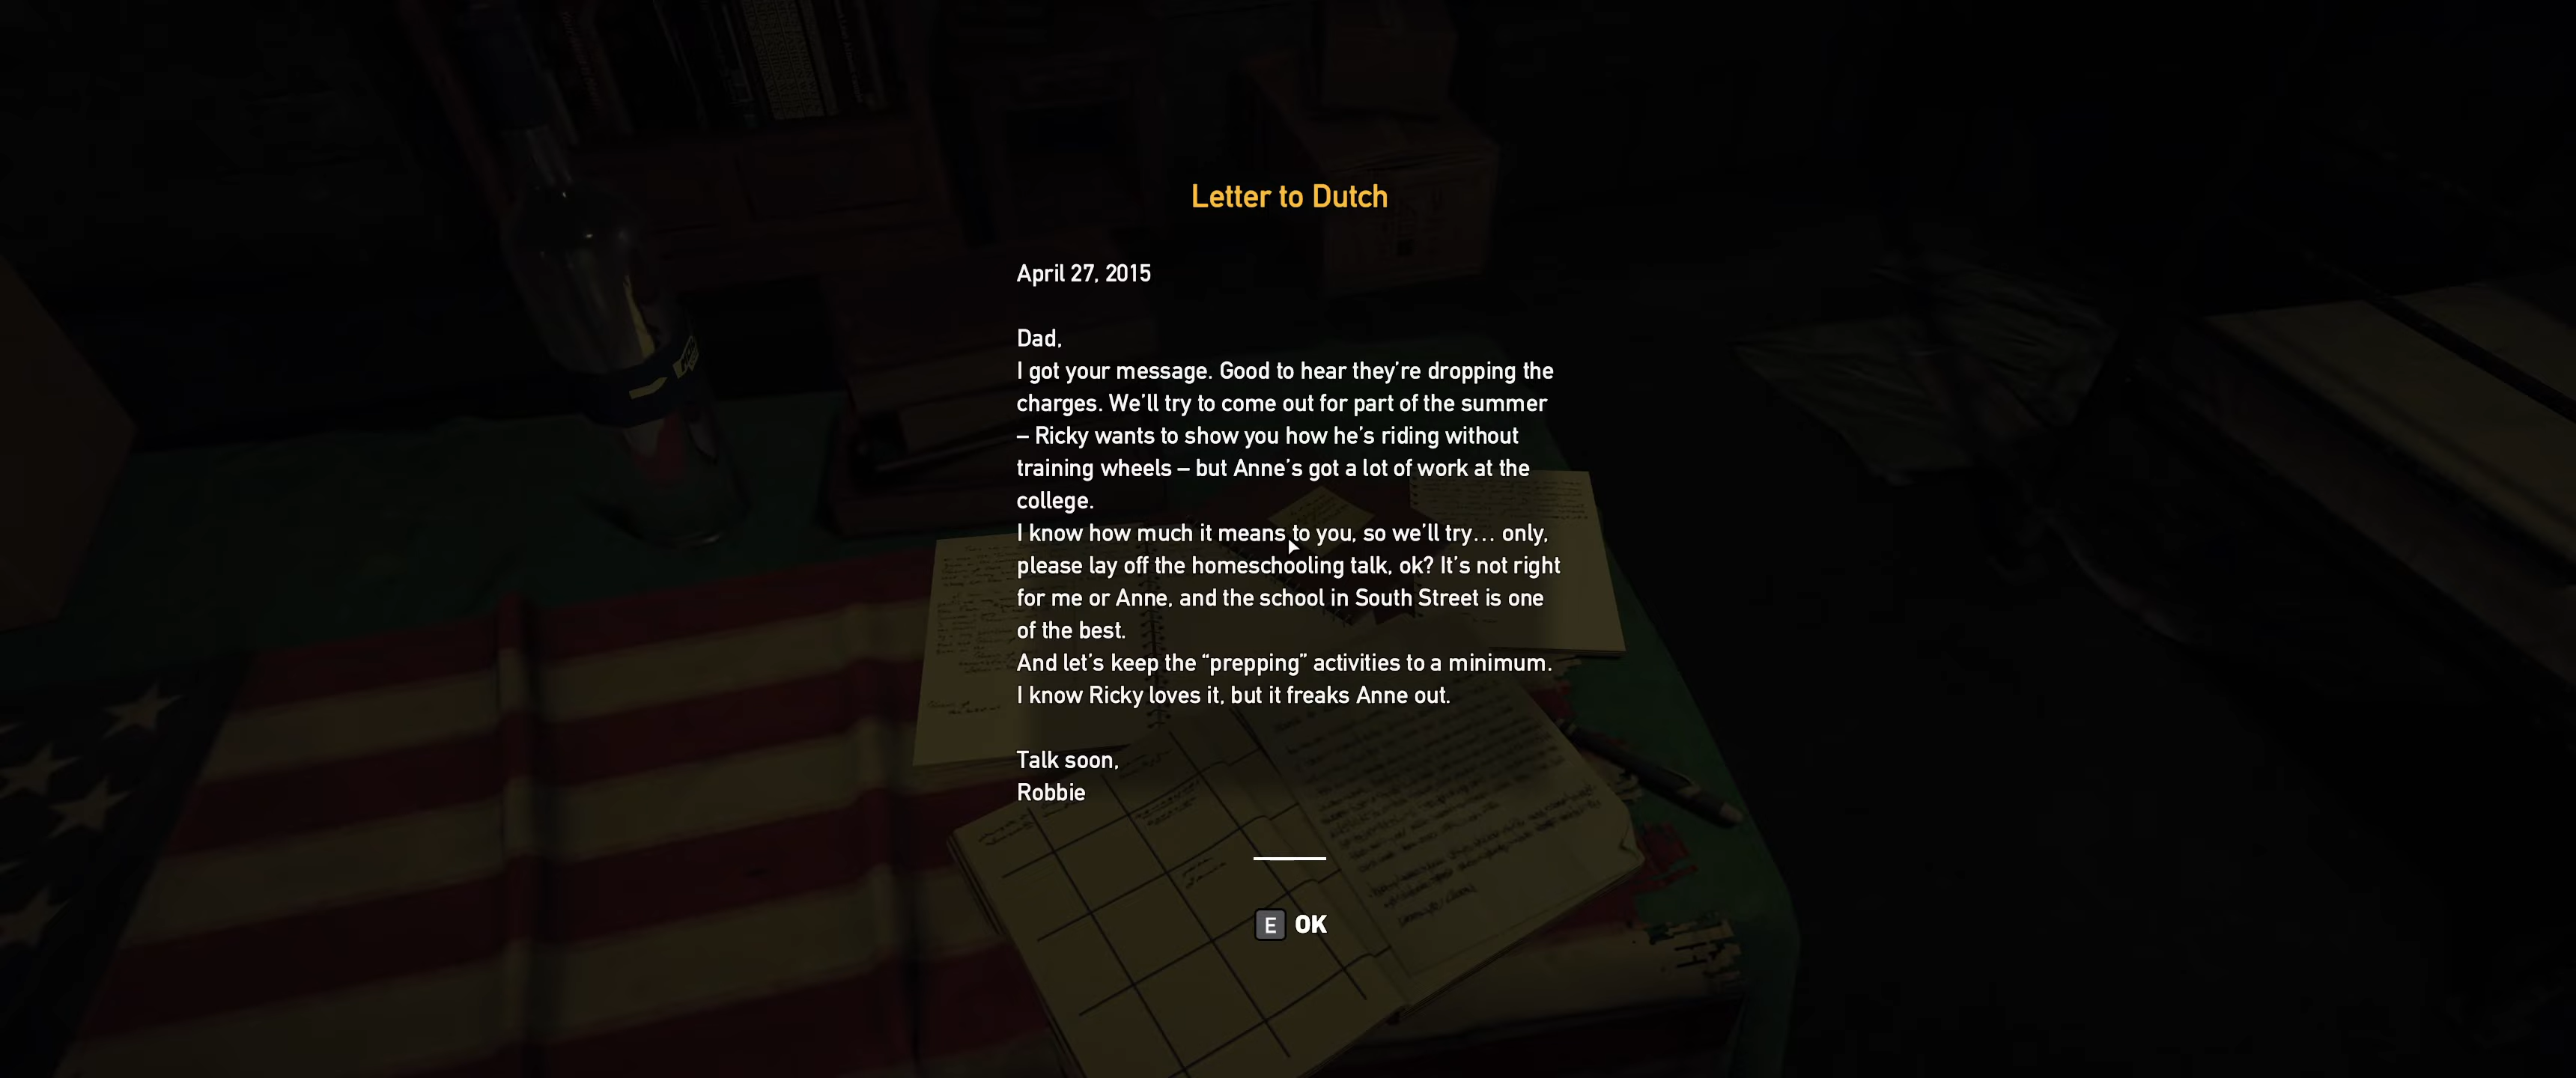 Letter to Dutch
April 27, 2015
Dad,
I got your message. Good to hear they're dropping the
charges. We'll try to come out for part of the summer
– Ricky wants to show you how he's riding without
training wheels – but Anne's got a lot of work at the
college.
I know how much it means to you, so we'll try... only,
please lay off the homeschooling talk, ok? It's not right
for me or Anne, and the school in South Street is one
of the best.
And let's keep the “prepping” activities to a minimum.
I know Ricky loves it, but it freaks Anne out.
Talk soon,
Robbie
E OK